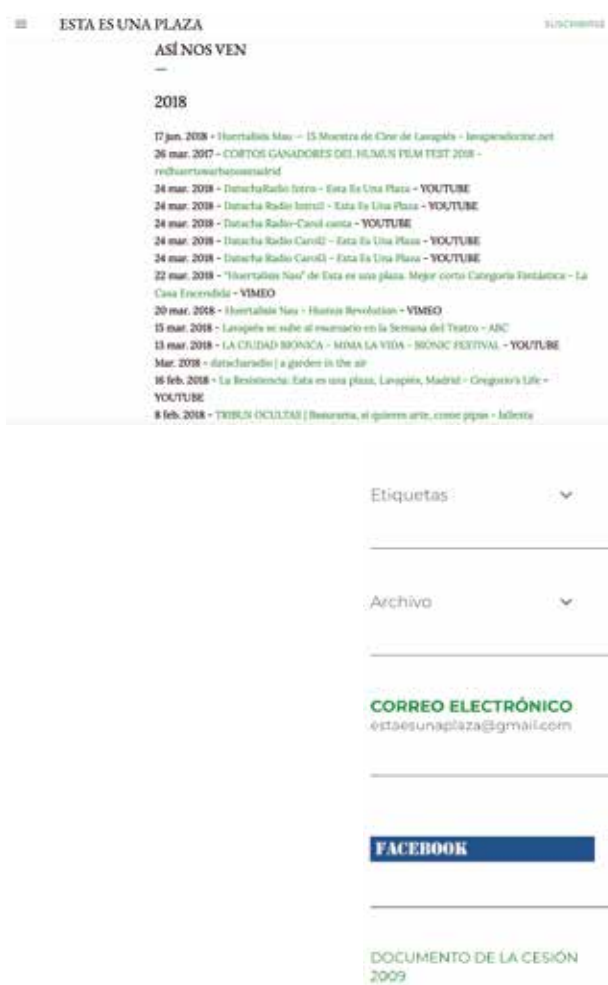 ESTA ES UNA PLAZA
SUSCRIBIRSE
ASÍ NOS VEN
2018
17 jun. 2018 - Huertalisis Nau - 15 Muestra de Cine de Lavapiés - lavapiesdecine.net
26 mar. 2017 - CORTOS GANADORES DEL HUMUS FILM FEST 2018 -
redhuertosurbanosmadrid
24 mar. 2018 - DatachaRadio Intro - Esta Es Una Plaza - YOUTUBE
24 mar. 2018 - Datacha Radio Intro2 - Esta Es Una Plaza - YOUTUBE
24 mar. 2018 - Datacha Radio-Carol canta - YOUTUBE
24 mar. 2018 - Datacha Radio Carol2 - Esta Es Una Plaza - YOUTUBE
24 mar. 2018 - Datacha Radio Carol3 - Esta Es Una Plaza - YOUTUBE
22 mar. 2018 - "Huertalisis Nau" de Esta es una plaza. Mejor corto Categoría Fantástica - La
Casa Encendida - VIMEO
20 mar. 2018 - Huertalisis Nau - Humus Revolution - VIMEO
15 mar. 2018 - Lavapiés se sube al escenario en la Semana del Teatro - ABC
13 mar. 2018 - LA CIUDAD BIÓNICA - MIMA LA VIDA - BIONIC FESTIVAL - YOUTUBE
Mar. 2018 - datacharadio | a garden in the air
16 feb. 2018 - La Resistencia: Esta es una plaza, Lavapiés, Madrid - Gregorio's Life -
YOUTUBE
8 feb. 2018 - TRIBUS OCULTAS | Basurama, si quieres arte, come pipas -
Etiquetas
Archivo
CORREO ELECTRÓNICO
estaesunaplaza@gmail.com
FACEBOOK
DOCUMENTO DE LA CESIÓN
2009